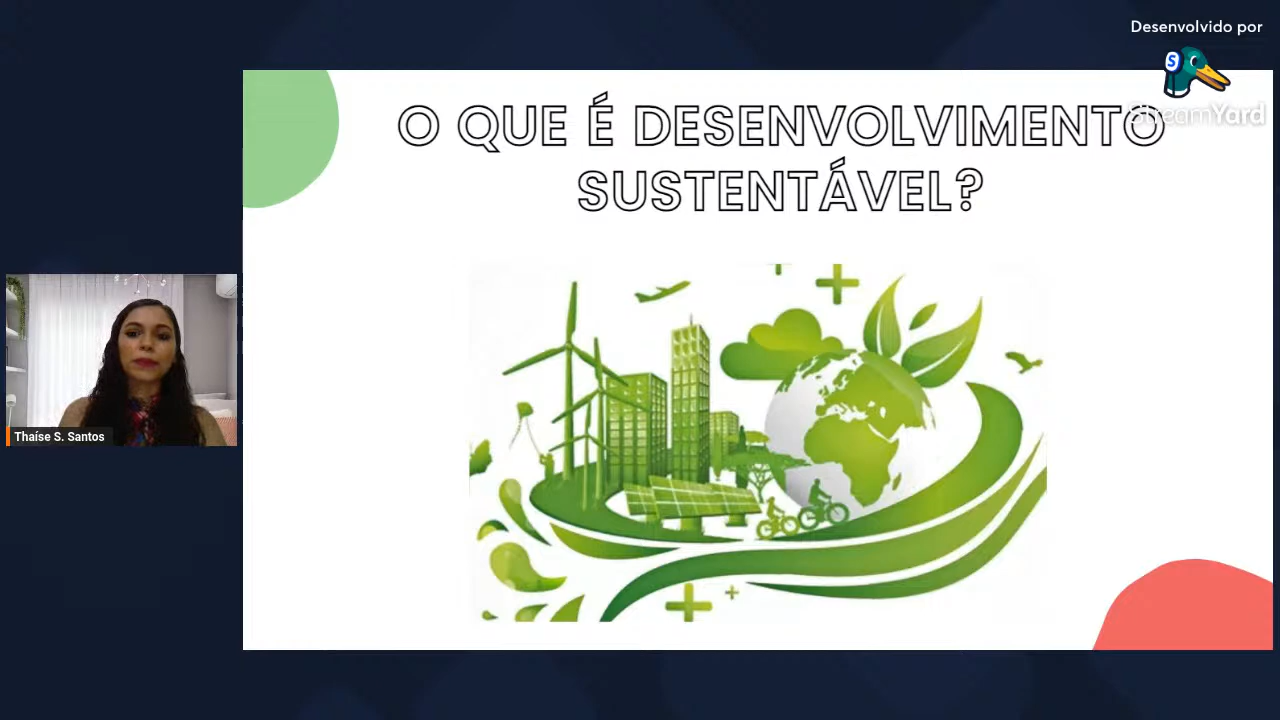 Desenvolvido por
StreamYard
O QUE É DESENVOLVIMENTO
SUSTENTÁVEL?
Thaíse S. Santos